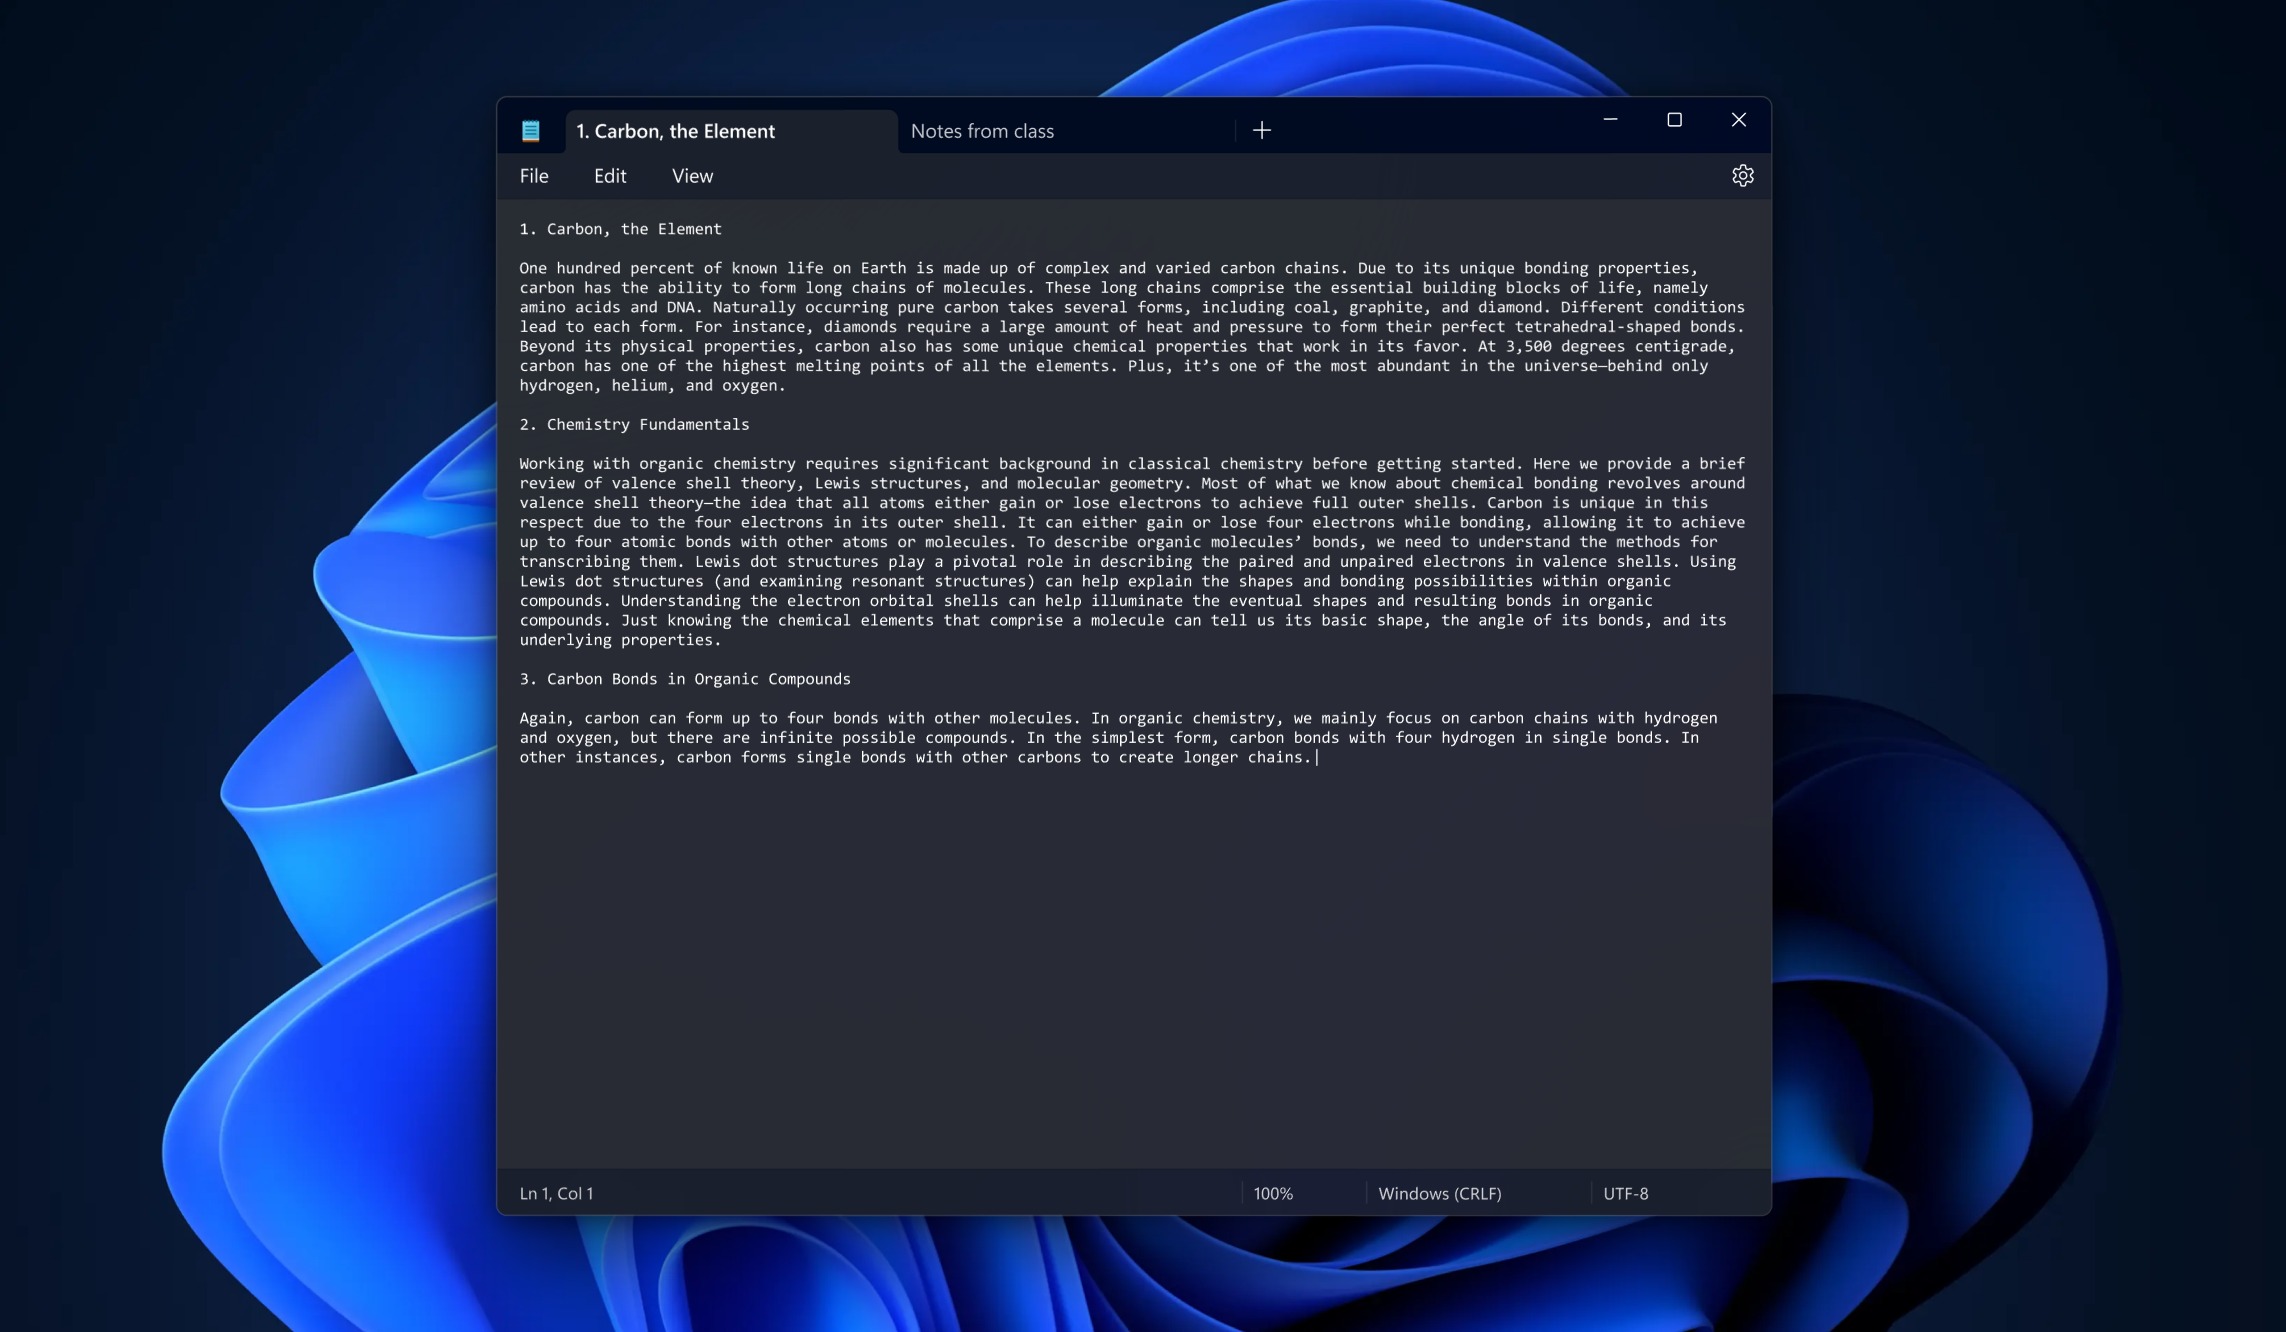 1. Carbon, the Element
Notes from class
File Edit View
1. Carbon, the Element
One hundred percent of known life on Earth is made up of complex and varied carbon chains. Due to its unique bonding properties,
carbon has the ability to form long chains of molecules. These long chains comprise the essential building blocks of life, namely
amino acids and DNA. Naturally occurring pure carbon takes several forms, including coal, graphite, and diamond. Different conditions
lead to each form. For instance, diamonds require a large amount of heat and pressure to form their perfect tetrahedral-shaped bonds.
Beyond its physical properties, carbon also has some unique chemical properties that work in its favor. At 3,500 degrees centigrade,
carbon has one of the highest melting points of all the elements. Plus, it’s one of the most abundant in the universe—behind only
hydrogen, helium, and oxygen.
2. Chemistry Fundamentals
Working with organic chemistry requires significant background in classical chemistry before getting started. Here we provide a brief
review of valence shell theory, Lewis structures, and molecular geometry. Most of what we know about chemical bonding revolves around
valence shell theory—the idea that all atoms either gain or lose electrons to achieve full outer shells. Carbon is unique in this
respect due to the four electrons in its outer shell. It can either gain or lose four electrons while bonding, allowing it to achieve
up to four atomic bonds with other atoms or molecules. To describe organic molecules’ bonds, we need to understand the methods for
transcribing them. Lewis dot structures play a pivotal role in describing the paired and unpaired electrons in valence shells. Using
Lewis dot structures (and examining resonant structures) can help explain the shapes and bonding possibilities within organic
compounds. Understanding the electron orbital shells can help illuminate the eventual shapes and resulting bonds in organic
compounds. Just knowing the chemical elements that comprise a molecule can tell us its basic shape, the angle of its bonds, and its
underlying properties.
3. Carbon Bonds in Organic Compounds
Again, carbon can form up to four bonds with other molecules. In organic chemistry, we mainly focus on carbon chains with hydrogen
and oxygen, but there are infinite possible compounds. In the simplest form, carbon bonds with four hydrogen in single bonds. In
other instances, carbon forms single bonds with other carbons to create longer chains.
Ln 1, Col 1 100% Windows (CRLF) UTF-8